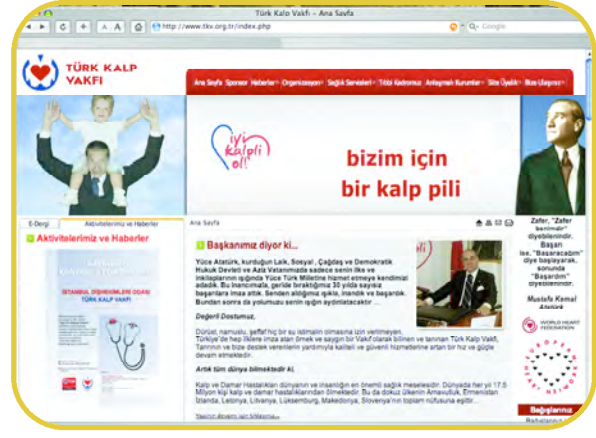 Türk Kalp Vakfı – Ana Sayfa
http://www.tkv.org.tr/index.php
Google
TÜRK KALP
VAKFI
Ana Sayfa Sponsor Haberler Organizasyon Sağlık Servisleri Tıbbi Kadromuz Anlaşmalı Kurumlar Site Üyelik Bize Ulaşınız
iyi
kalpli
ol!
bizim için
bir kalp pili
E-Dergi
Aktivitelerimiz ve Haberler
Aktivitelerimiz ve Haberler
İSTANBUL DİŞHEKİMLERİ ODASI
TÜRK KALP VAKFI
Ana Sayfa
Başkanımız diyor ki...
Yüce Atatürk, kurduğun Laik, Sosyal , Çağdaş ve Demokratik
Hukuk Devleti ve Aziz Vatanımızda sadece senin ilke ve
inkilaplarının ışığında Yüce Türk Milletine hizmet etmeye kendimizi
adadık. Bu inancımızla, geride bıraktığımız 30 yılda sayısız
başarılara imza attık. Senden aldığımız ışıkla, inandık ve başardık.
Bundan sonra da yolumuzu senin ışığın aydınlatacaktır ...
Değerli Dostumuz,
Dürüst, namuslu, şeffaf hiç bir su istimalin olmasına izin verilmeyen,
Türkiye'de hep ilklere imza atan örnek ve saygın bir Vakıf olarak bilinen ve tanınan Türk Kalp Vakfı,
Tanrının ve bize destek verenlerin yardımıyla kaliteli ve güvenli hizmetlerine artan bir hız ve güçle
devam etmektedir.
Artık tüm dünya bilmektedir ki,
Kalp ve Damar Hastalıkları dünyanın ve insanlığın en önemli sağlık meselesidir. Dünyada her yıl 17.5
Milyon kişi kalp ve damar hastalıklarından ölmektedir. Bu da dokuz ülkenin Arnavutluk, Ermenistan
İzlanda, Letonya, Litvanya, Lüksemburg, Makedonya, Slovenya'nın toplam nüfusuna eşittir...
Yazının devamı için tıklayınız...
Zafer, "Zafer
benimdir"
diyebilenindir.
Başarı
ise, "Başaracağım"
diye başlayarak,
sonunda
"Başardım"
diyebilenindir.
Mustafa Kemal
Atatürk
WORLD HEART
FEDERATION
EUROPEAN
HEART NETWORK
Bağışlarınız